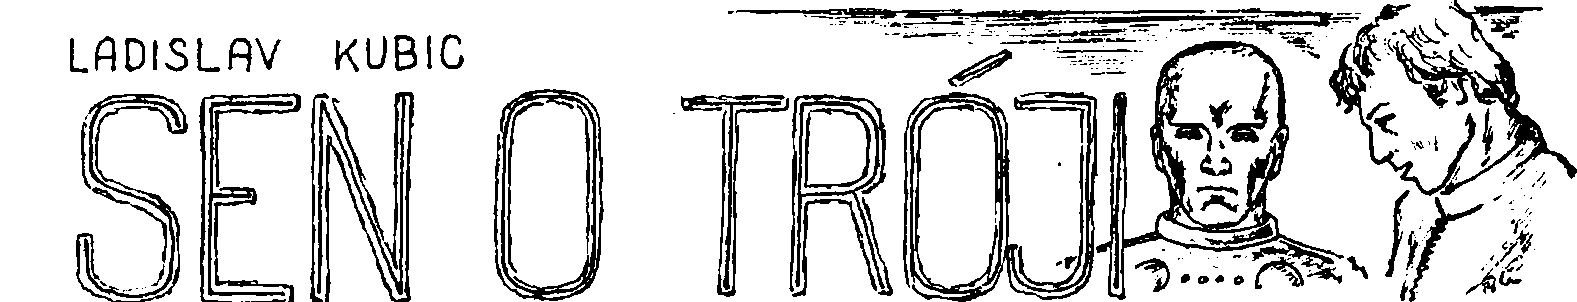 LADISLAV KUBIC
SEN O TRÓJI